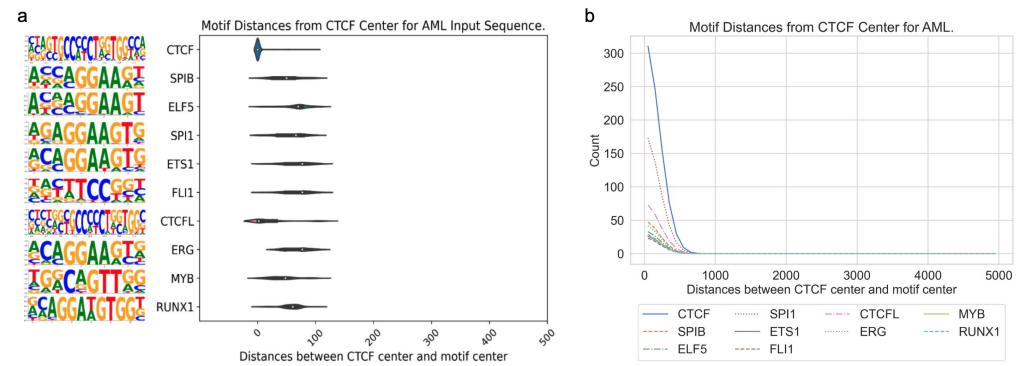 a
Motif Distances from CTCF Center for AML Input Sequence.
CTCF
SPIB
ELF5
SPI1
ETS1
FLI1
CTCFL
ERG
MYB
RUNX1
0 100 200 300 400 500
Distances between CTCF center and motif center
b
Motif Distances from CTCF Center for AML.
Count
300
250
200
150
100
50
0
0 1000 2000 3000 4000 5000
Distances between CTCF center and motif center
CTCF SPI1 CTCFL MYB
SPIB ETS1 ERG RUNX1
ELF5 FLI1